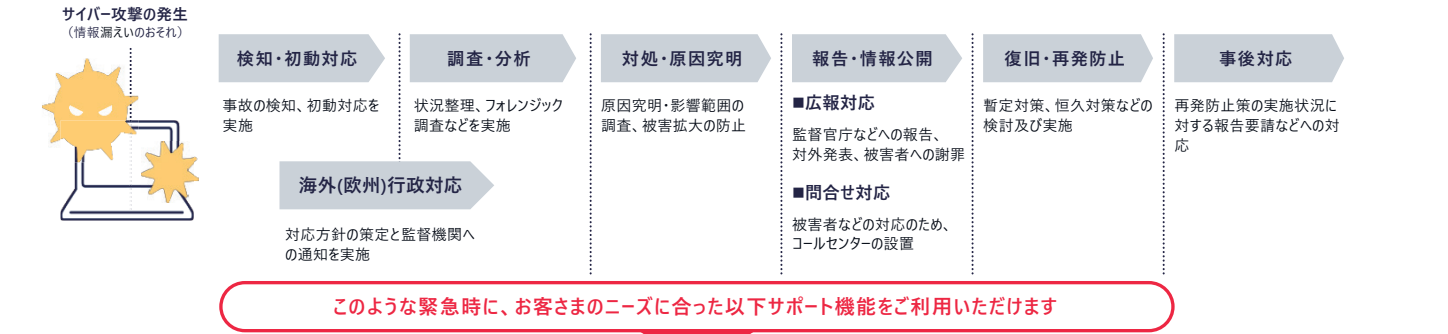 サイバー攻撃の発生
（情報漏えいのおそれ）
検知・初動対応
事故の検知、初動対応を
実施
調査・分析
状況整理、フォレンジック
調査などを実施
海外(欧州)行政対応
対応方針の策定と監督機関へ
の通知を実施
対処・原因究明
原因究明・影響範囲の
調査、被害拡大の防止
報告・情報公開
■広報対応
監督官庁などへの報告、
対外発表、被害者への謝罪
■問合せ対応
被害者などの対応のため、
コールセンターの設置
復旧・再発防止
暫定対策、恒久対策などの
検討及び実施
事後対応
再発防止策の実施状況に
対する報告要請などへの対
応
このような緊急時に、お客さまのニーズに合った以下サポート機能をご利用いただけます